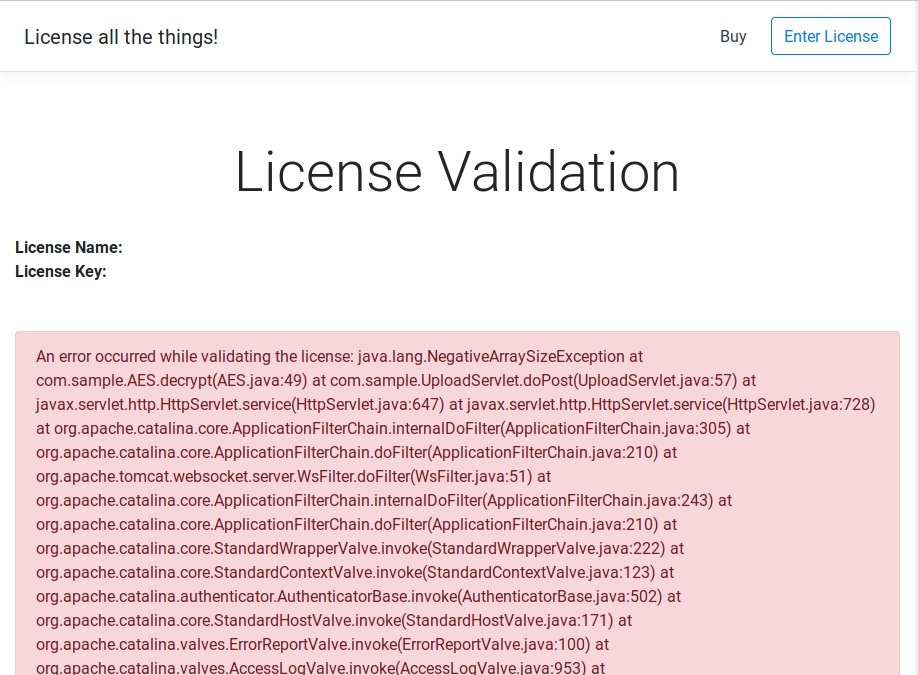 License all the things!
Buy
Enter License
License Validation
License Name:
License Key:
An error occurred while validating the license: java.lang.NegativeArraySizeException at
com.sample.AES.decrypt(AES.java:49) at com.sample.UploadServlet.doPost(UploadServlet.java:57) at
javax.servlet.http.HttpServlet.service(HttpServlet.java:647) at javax.servlet.http.HttpServlet.service(HttpServlet.java:728)
at org.apache.catalina.core.ApplicationFilterChain.internalDoFilter(ApplicationFilterChain.java:305) at
org.apache.catalina.core.ApplicationFilterChain.doFilter(ApplicationFilterChain.java:210) at
org.apache.tomcat.websocket.server.WsFilter.doFilter(WsFilter.java:51) at
org.apache.catalina.core.ApplicationFilterChain.internalDoFilter(ApplicationFilterChain.java:243) at
org.apache.catalina.core.ApplicationFilterChain.doFilter(ApplicationFilterChain.java:210) at
org.apache.catalina.core.StandardWrapperValve.invoke(StandardWrapperValve.java:222) at
org.apache.catalina.core.StandardContextValve.invoke(StandardContextValve.java:123) at
org.apache.catalina.authenticator.AuthenticatorBase.invoke(AuthenticatorBase.java:502) at
org.apache.catalina.core.StandardHostValve.invoke(StandardHostValve.java:171) at
org.apache.catalina.valves.ErrorReportValve.invoke(ErrorReportValve.java:100) at
org.apache.catalina.valves.AccessLogValve.invoke(AccessLogValve.java:953) at